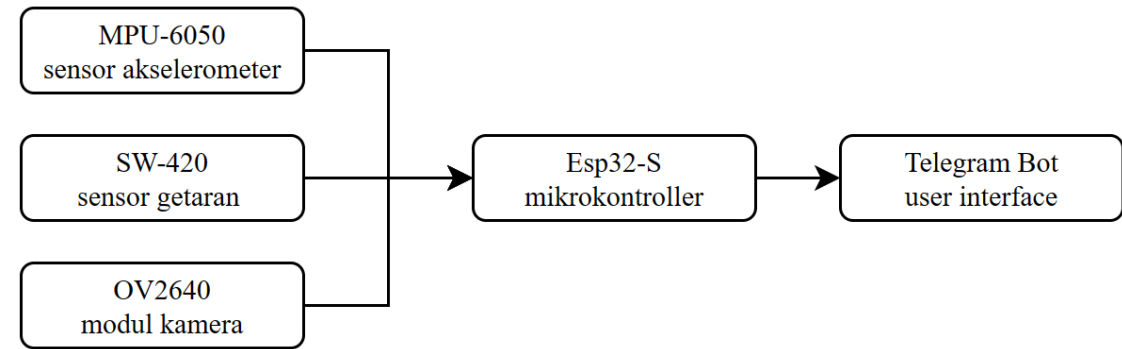 MPU-6050
sensor akselerometer
SW-420
sensor getaran
OV2640
modul kamera
Esp32-S
mikrokontroller
Telegram Bot
user interface